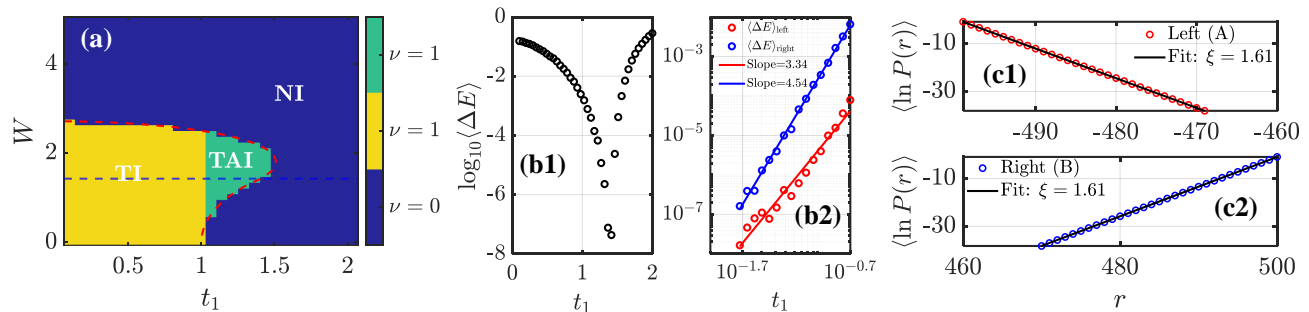 (a)
NI
TAI
TI
W
4
2
0
0.5
1
1.5
2
t₁
ν = 1
ν = 1
ν = 0
log₁₀⟨ΔE⟩
0
-2
-4
-6
-8
(b1)
0
1
2
t₁
⟨ΔE⟩left
⟨ΔE⟩right
Slope=3.34
Slope=4.54
10⁻³
10⁻⁵
10⁻⁷
(b2)
10⁻¹·⁷
10⁻⁰·⁷
t₁
⟨ln P(r)⟩
-10
-30
Left (A)
Fit: ξ = 1.61
(c1)
-490
-480
-470
-460
⟨ln P(r)⟩
-10
-30
Right (B)
Fit: ξ = 1.61
(c2)
460
480
500
r